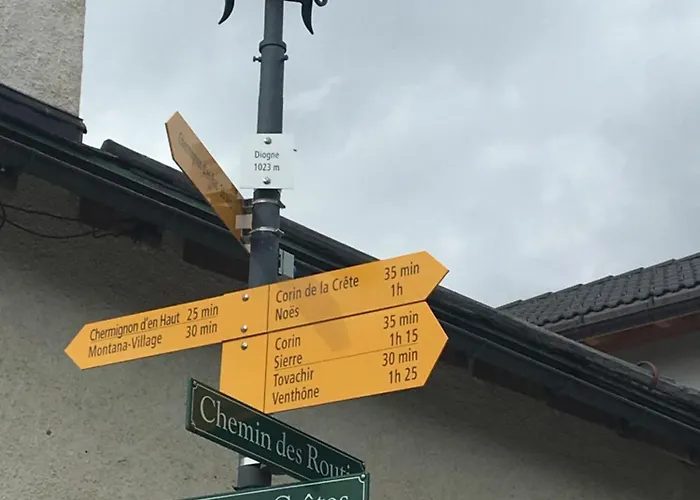 Diogne
1023 m
Chermignon d'en Haut 25 min
Montana-Village 30 min
Corin de la Crête 35 min
Noës 1h
Corin 35 min
Sierre 1h 15
Tovachir 30 min
Venthône 1h 25
Chemin des Routi